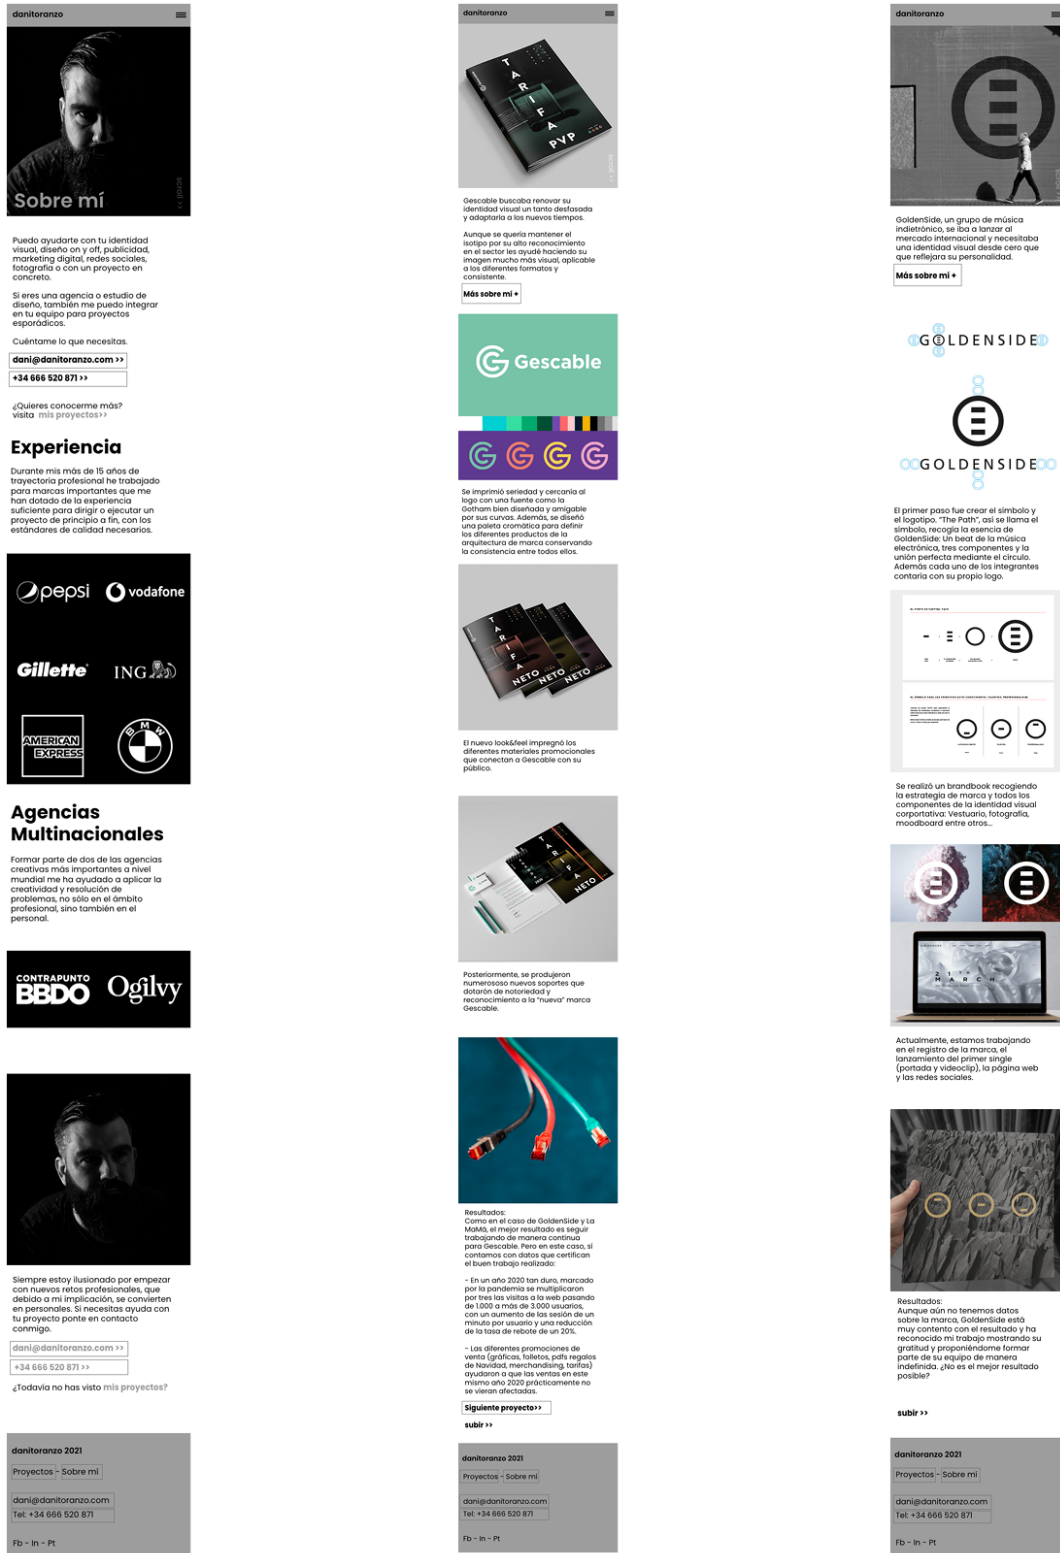 danitoranzo
Sobre mí
scroll >>
Puedo ayudarte con tu identidad
visual, diseño on y off, publicidad,
marketing digital, redes sociales,
fotografía o con un proyecto en
concreto.
Si eres una agencia o estudio de
diseño, también me puedo integrar
en tu equipo para proyectos
esporádicos.
Cuéntame lo que necesitas.
dani@danitoranzo.com >>
+34 666 520 871 >>
¿Quieres conocerme más?
visita mis proyectos>>
Experiencia
Durante mis más de 15 años de
trayectoria profesional he trabajado
para marcas importantes que me
han dotado de la experiencia
suficiente para dirigir o ejecutar un
proyecto de principio a fin, con los
estándares de calidad necesarios.
pepsi vodafone
Gillette ING
AMERICAN
EXPRESS
BMW
Agencias
Multinacionales
Formar parte de dos de las agencias
creativas más importantes a nivel
mundial me ha ayudado a aplicar la
creatividad y resolución de
problemas, no sólo en el ámbito
profesional, sino también en el
personal.
CONTRAPUNTO
BBDO
Ogilvy
Siempre estoy ilusionado por empezar
con nuevos retos profesionales, que
debido a mi implicación, se convierten
en personales. Si necesitas ayuda con
tu proyecto ponte en contacto
conmigo.
dani@danitoranzo.com >>
+34 666 520 871 >>
¿Todavía no has visto mis proyectos?
danitoranzo 2021
Proyectos - Sobre mí
dani@danitoranzo.com
Tel: +34 666 520 871
Fb - In - Pt
danitoranzo
TARIFA
PVP
scroll >>
Gescable buscaba renovar su
identidad visual un tanto desfasada
y adaptarla a los nuevos tiempos.
Aunque se quería mantener el
isotipo por su alto reconocimiento
en el sector les ayudé haciendo su
imagen mucho más visual, aplicable
a los diferentes formatos y
consistente.
Más sobre mí +
Gescable
Se imprimió seriedad y cercanía al
logo con una fuente como la
Gotham bien diseñada y amigable
por sus curvas. Además, se diseñó
una paleta cromática para definir
los diferentes productos de la
arquitectura de marca conservando
la consistencia entre todos ellos.
TARIFA
NETO
NETO
NETO
El nuevo look&feel impregnó los
diferentes materiales promocionales
que conectan a Gescable con su
público.
TARIFA
NETO
Posteriormente, se produjeron
numerososo nuevos soportes que
dotarón de notoriedad y
reconocimiento a la "nueva" marca
Gescable.
Resultados:
Como en el caso de GoldenSide y La
MaMá, el mejor resultado es seguir
trabajando de manera continua
para Gescable. Pero en este caso, sí
contamos con datos que certifican
el buen trabajo realizado:
- En un año 2020 tan duro, marcado
por la pandemia se multiplicaron
por tres las visitas a la web pasando
de 1.000 a más de 3.000 usuarios,
con un aumento de las sesión de un
minuto por usuario y una reducción
de la tasa de rebote de un 20%.
- Las diferentes promociones de
venta (gráficas, folletos, pdfs regalos
de Navidad, merchandising, tarifas)
ayudaron a que las ventas en este
mismo año 2020 prácticamente no
se vieran afectadas.
Siguiente proyecto>>
subir >>
danitoranzo 2021
Proyectos - Sobre mí
dani@danitoranzo.com
Tel: +34 666 520 871
Fb - In - Pt
danitoranzo
GoldenSide, un grupo de música
indietrónico, se iba a lanzar al
mercado internacional y necesitaba
una identidad visual desde cero que
que reflejara su personalidad.
Más sobre mí +
GOLDENSIDE
GOLDENSIDE
El primer paso fue crear el símbolo y
el logotipo. "The Path", así se llama el
símbolo, recogía la esencia de
GoldenSide: Un beat de la música
electrónica, tres componentes y la
unión perfecta mediante el círculo.
Además cada uno de los integrantes
contaría con su propio logo.
Se realizó un brandbook recogiendo
la estrategia de marca y todos los
componentes de la identidad visual
corportativa: Vestuario, fotografía,
moodboard entre otros...
MARCH
Actualmente, estamos trabajando
en el registro de la marca, el
lanzamiento del primer single
(portada y videoclip), la página web
y las redes sociales.
Resultados:
Aunque aún no tenemos datos
sobre la marca, GoldenSide está
muy contento con el resultado y ha
reconocido mi trabajo mostrando su
gratitud y proponiéndome formar
parte de su equipo de manera
indefinida. ¿No es el mejor resultado
posible?
subir >>
danitoranzo 2021
Proyectos - Sobre mí
dani@danitoranzo.com
Tel: +34 666 520 871
Fb - In - Pt